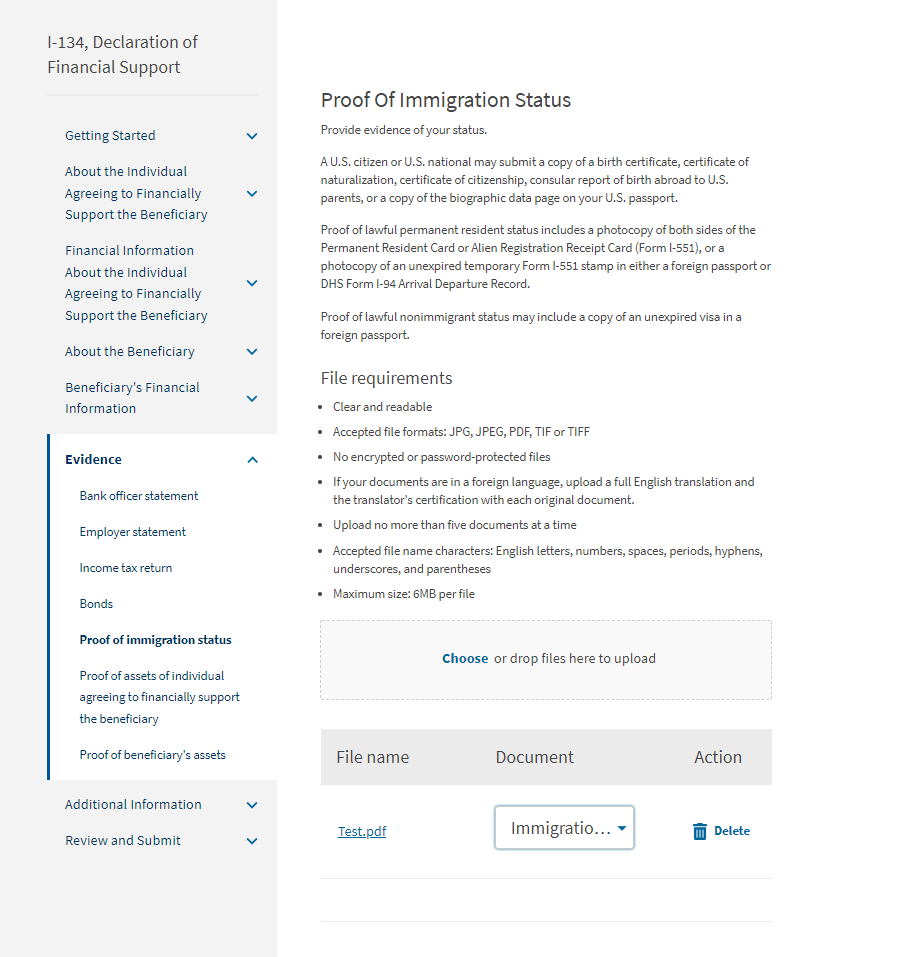 I-134, Declaration of
Financial Support
Getting Started
About the Individual
Agreeing to Financially
Support the Beneficiary
Financial Information
About the Individual
Agreeing to Financially
Support the Beneficiary
About the Beneficiary
Beneficiary's Financial
Information
Evidence
Bank officer statement
Employer statement
Income tax return
Bonds
Proof of immigration status
Proof of assets of individual
agreeing to financially support
the beneficiary
Proof of beneficiary's assets
Additional Information
Review and Submit
Proof Of Immigration Status
Provide evidence of your status.
A U.S. citizen or U.S. national may submit a copy of a birth certificate, certificate of
naturalization, certificate of citizenship, consular report of birth abroad to U.S.
parents, or a copy of the biographic data page on your U.S. passport.
Proof of lawful permanent resident status includes a photocopy of both sides of the
Permanent Resident Card or Alien Registration Receipt Card (Form I-551), or a
photocopy of an unexpired temporary Form I-551 stamp in either a foreign passport or
DHS Form I-94 Arrival Departure Record.
Proof of lawful nonimmigrant status may include a copy of an unexpired visa in a
foreign passport.
File requirements
• Clear and readable
• Accepted file formats: JPG, JPEG, PDF, TIF or TIFF
• No encrypted or password-protected files
• If your documents are in a foreign language, upload a full English translation and
the translator's certification with each original document.
• Upload no more than five documents at a time
• Accepted file name characters: English letters, numbers, spaces, periods, hyphens,
underscores, and parentheses
• Maximum size: 6MB per file
Choose or drop files here to upload
File name Document Action
Test.pdf Immigratio... Delete